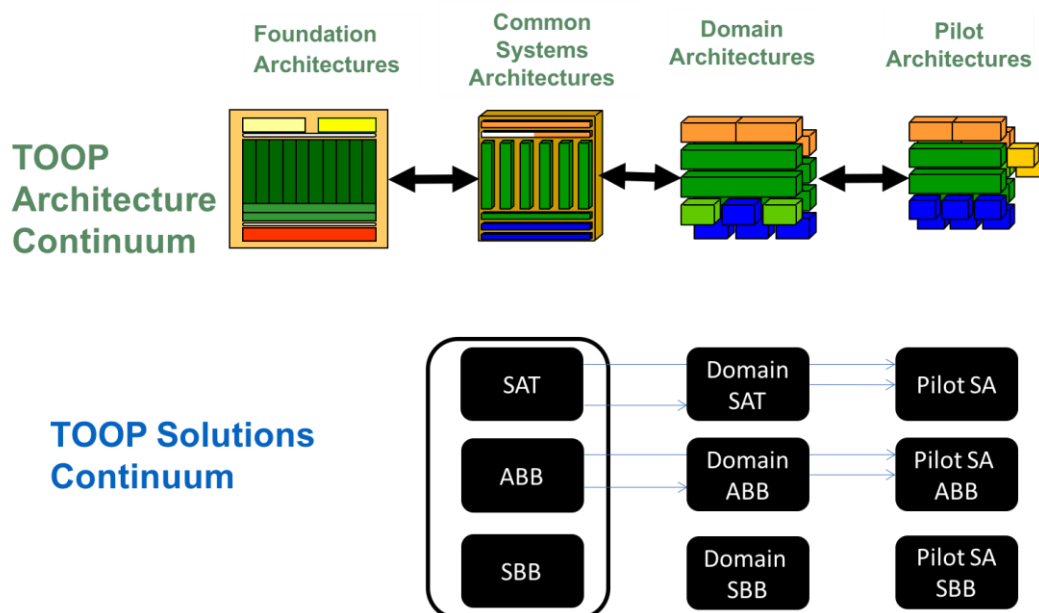 Foundation
Architectures
Common
Systems
Architectures
Domain
Architectures
Pilot
Architectures
TOOP
Architecture
Continuum
TOOP Solutions
Continuum
SAT
Domain
SAT
Pilot SA
ABB
Domain
ABB
Pilot SA
ABB
SBB
Domain
SBB
Pilot SA
SBB